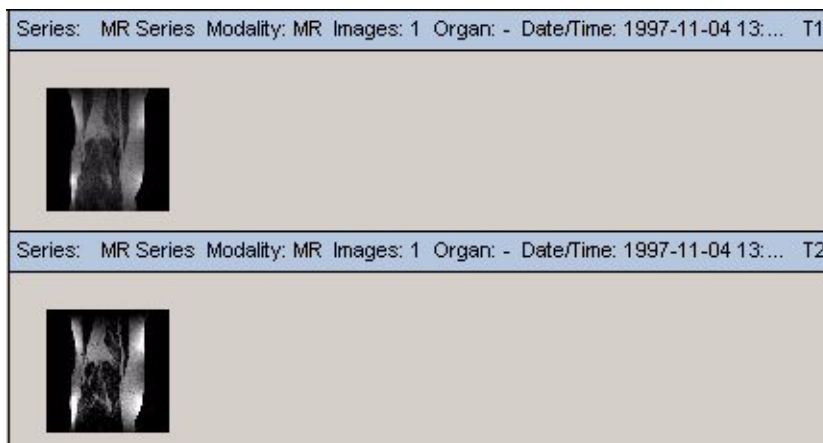 Series: MR Series Modality: MR Images: 1 Organ: - Date/Time: 1997-11-04 13:... T1
Series: MR Series Modality: MR Images: 1 Organ: - Date/Time: 1997-11-04 13:... T2